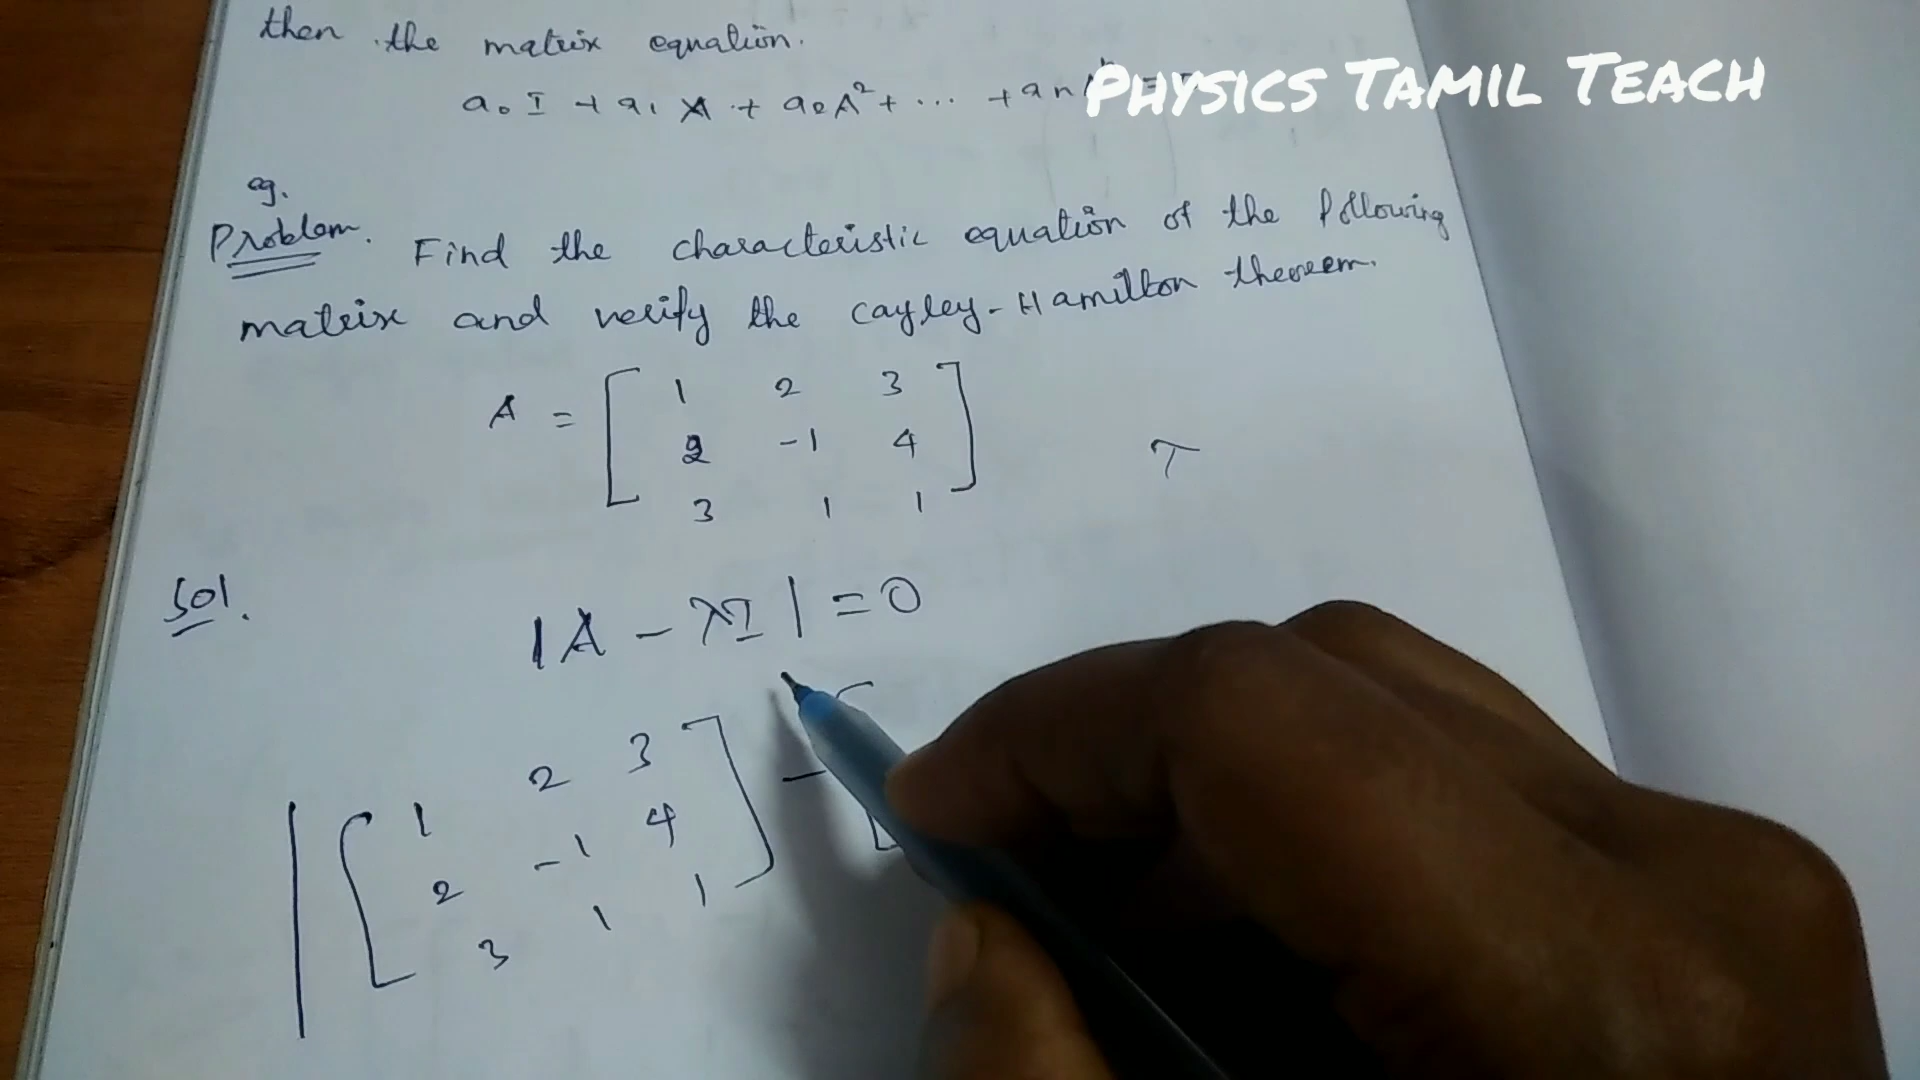 then the matrix equation.
a₀I + a₁A + a₂A² + ... + an
PHYSICS TAMIL TEACH
eg.
Problem. Find the characteristic equation of the following
matrix and verify the cayley-Hamilton theorem.
A = [ 1 2 3
2 -1 4
3 1 1 ]
Sol.
|A - λI| = 0
| [ 1 2 3
2 -1 4
3 1 1 ] - [